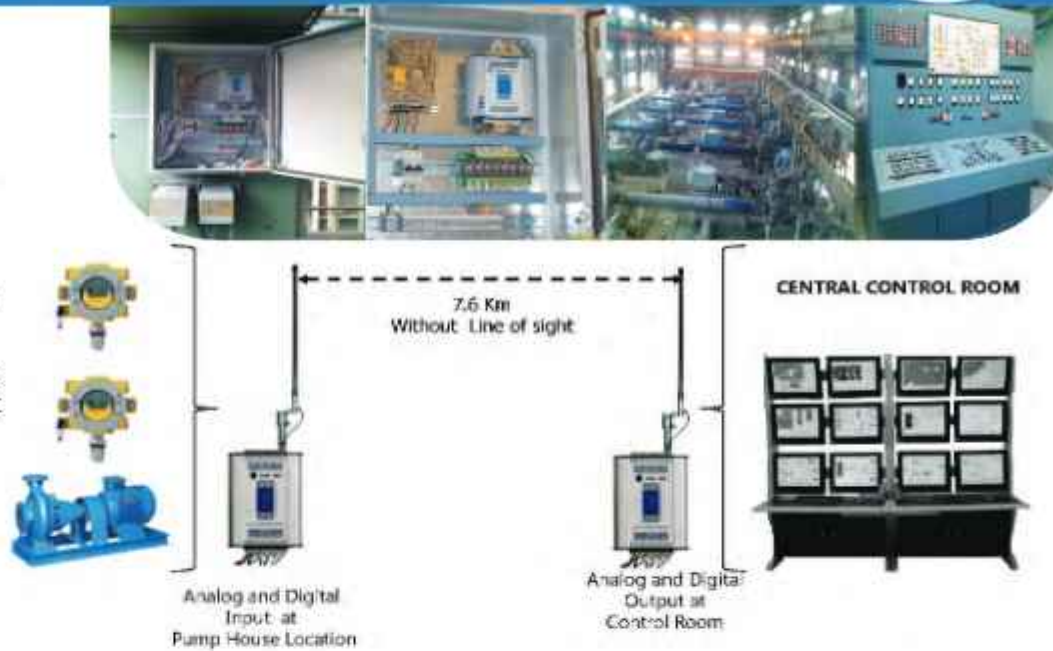 7.6 Km
Without Line of sight
CENTRAL CONTROL ROOM
Analog and Digital
Input at
Pump House Location
Analog and Digital
Output at
Control Room